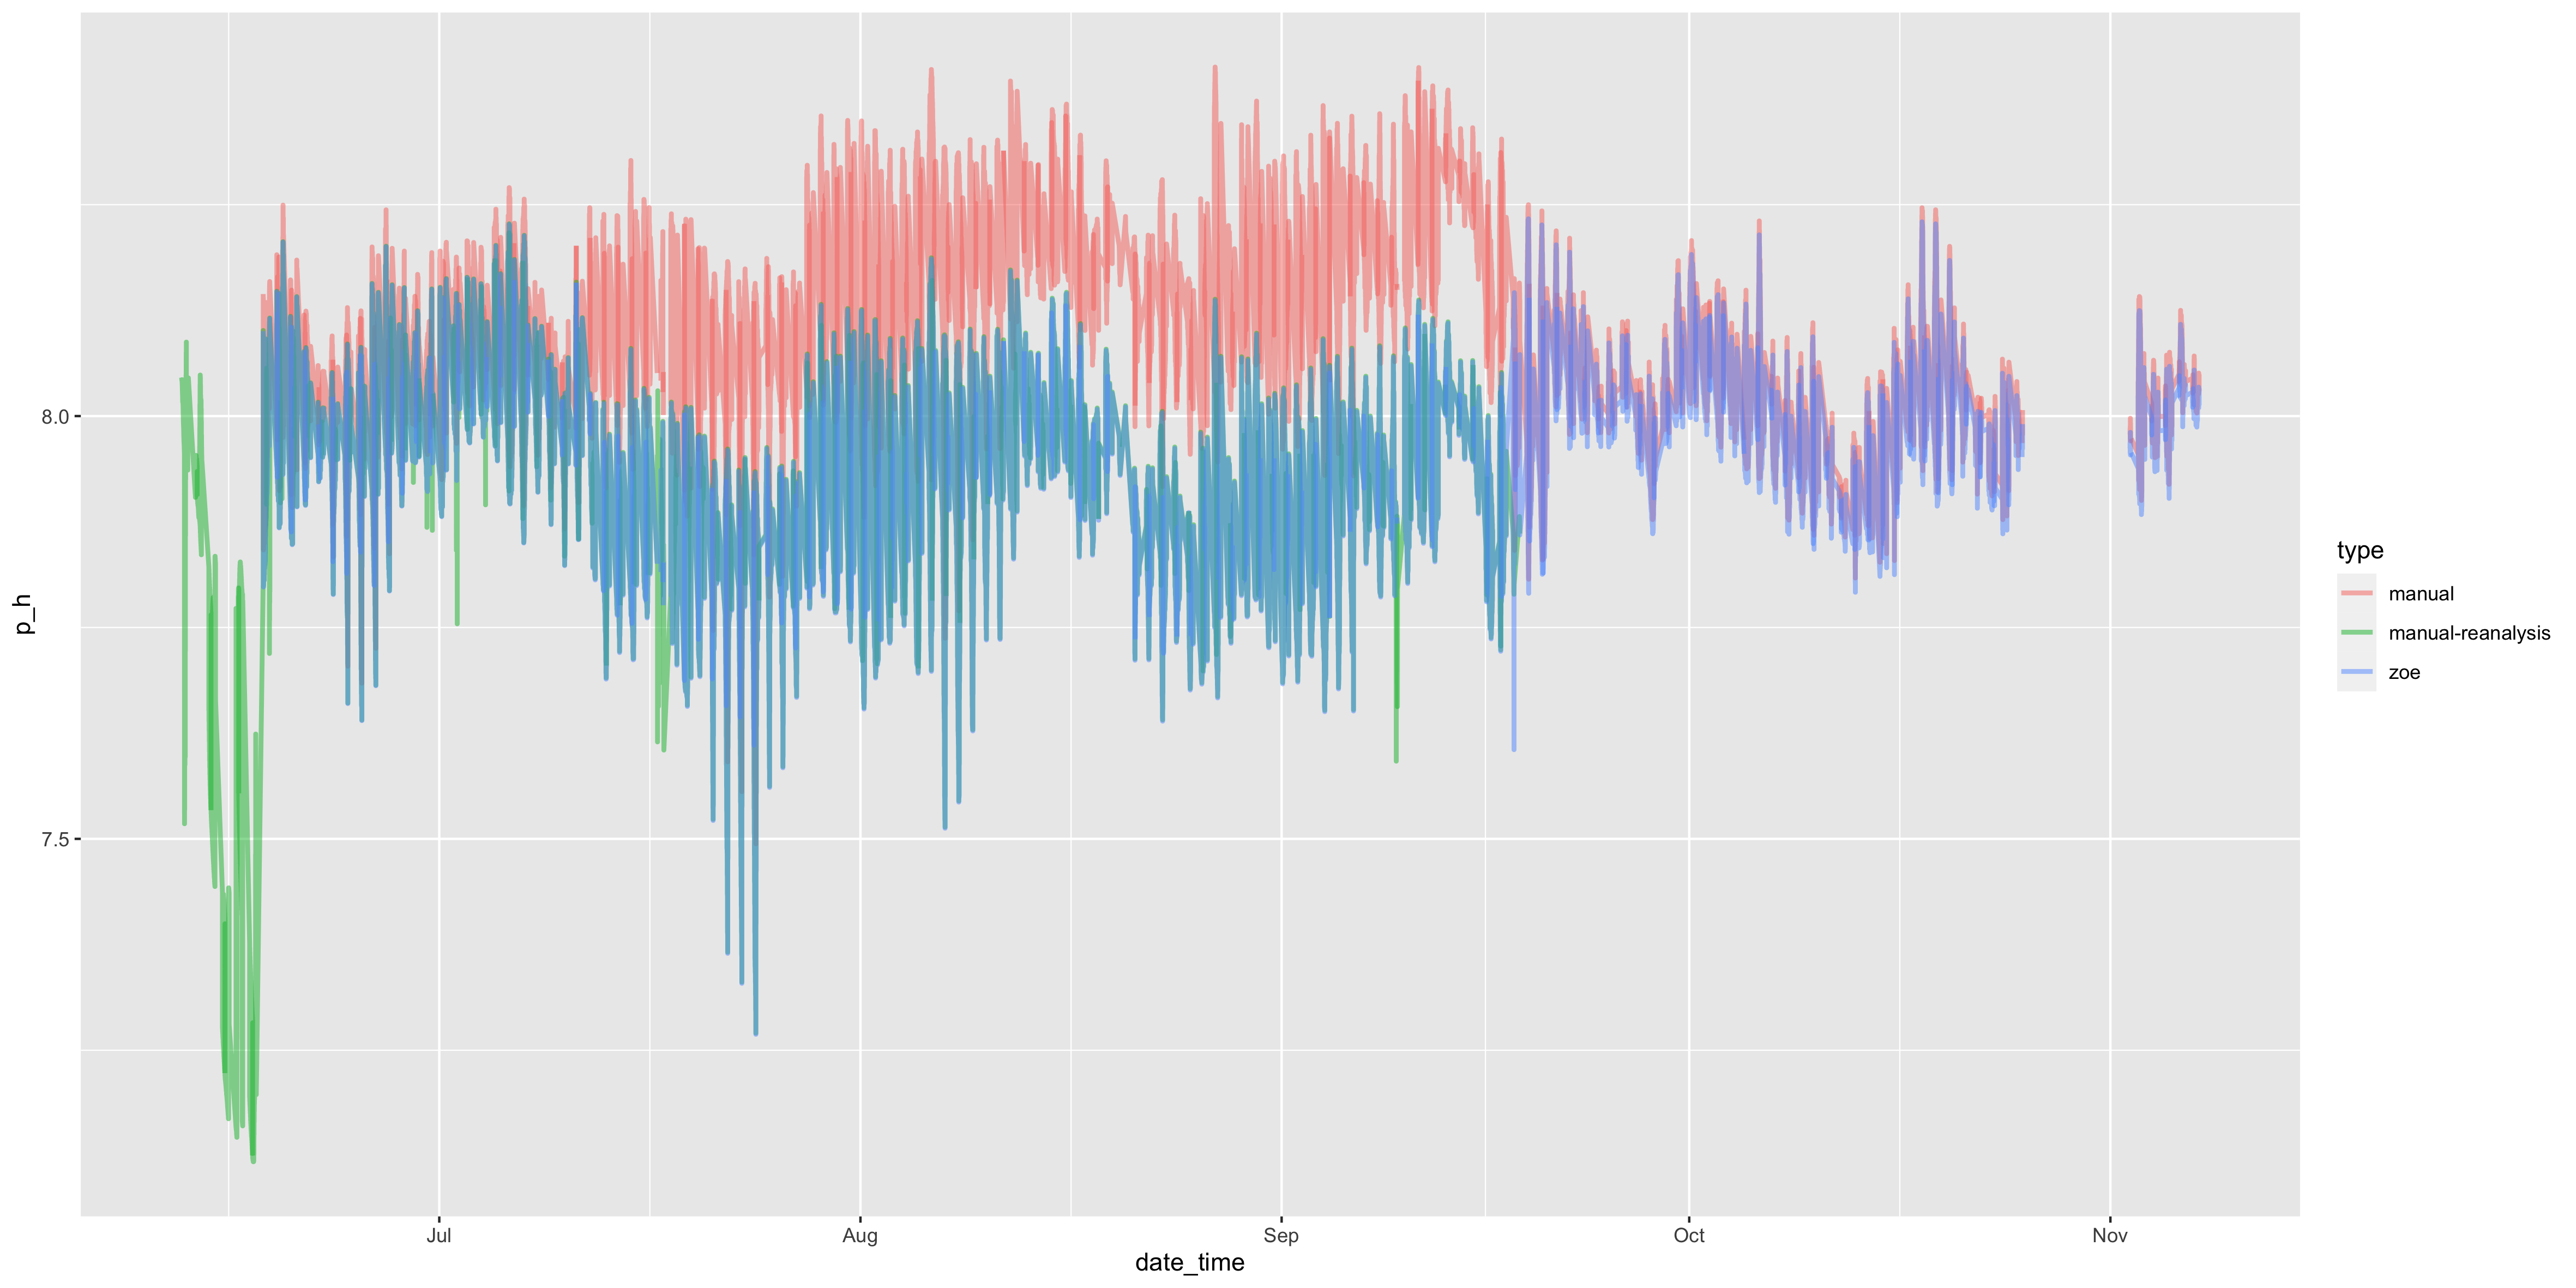 p_h
8.0
7.5
Jul
Aug
Sep
Oct
Nov
date_time
type
manual
manual-reanalysis
zoe